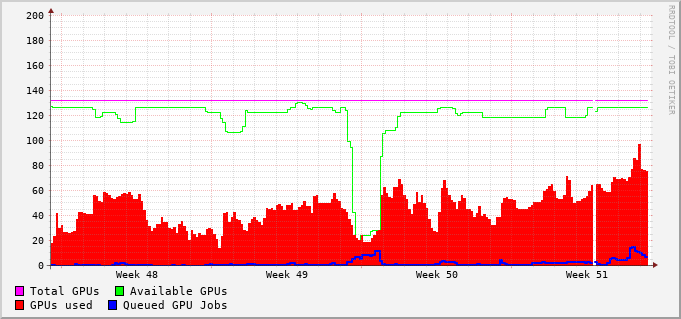 200
180
160
140
120
100
80
60
40
20
0
Week 48 Week 49 Week 50 Week 51
Total GPUs Available GPUs
GPUs used Queued GPU Jobs
RRDTOOL / TOBI OETIKER